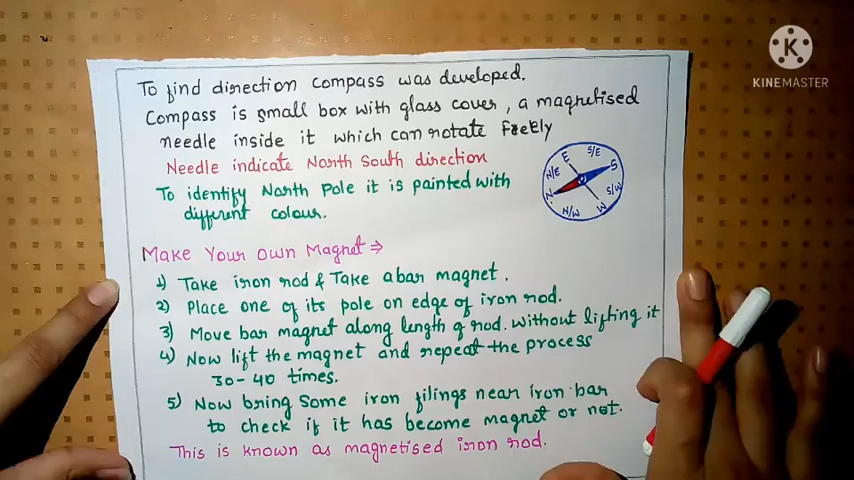 To find direction compass was developed.
Compass is small box with glass cover, a magnetised
needle inside it which can rotate freely
Needle indicate North South direction
To identify North Pole it is painted with
different colour.
E
S/E
S
W/S
W
N/W
N
N/E
Make Your Own Magnet ⇒
1) Take iron rod & Take a bar magnet.
2) Place one of its pole on edge of iron rod.
3) Move bar magnet along length of rod. without lifting it
4) Now lift the magnet and repeat the process
30-40 times.
5) Now bring some iron filings near iron bar
to check if it has become magnet or not.
This is known as magnetised iron rod.
K
KINEMASTER